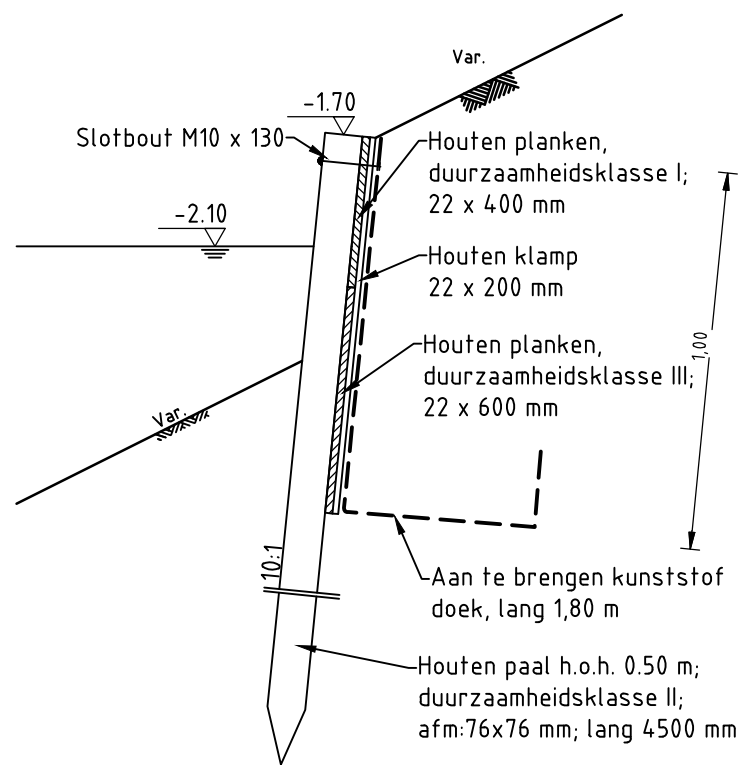 Var.
-1.70
Slotbout M10 x 130
Houten planken,
duurzaamheidsklasse I;
22 x 400 mm
-2.10
Houten klamp
22 x 200 mm
1,00
Houten planken,
duurzaamheidsklasse III;
22 x 600 mm
Var.
10:1
Aan te brengen kunststof
doek, lang 1,80 m
Houten paal h.o.h. 0.50 m;
duurzaamheidsklasse II;
afm:76x76 mm; lang 4500 mm